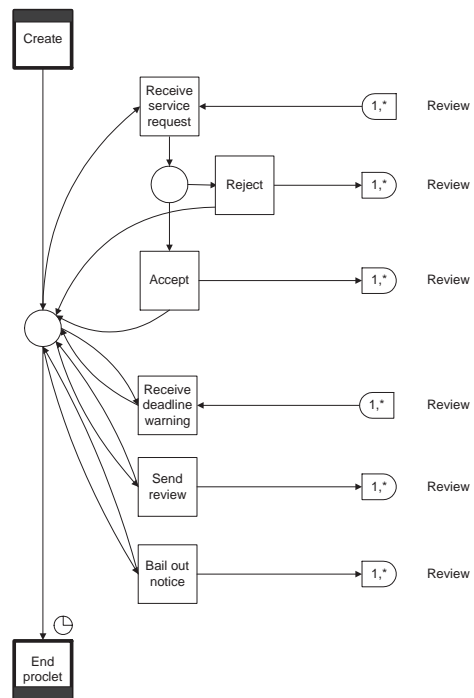 Create
Receive
service
request
1,*
Review
Reject
1,*
Review
Accept
1,*
Review
Receive
deadline
warning
1,*
Review
Send
review
1,*
Review
Bail out
notice
1,*
Review
End
proclet